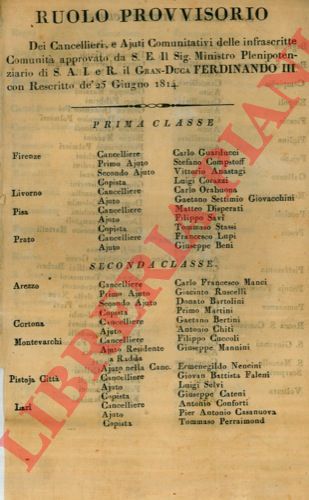 RUOLO PROVVISORIO
Dei Cancellieri, e Ajuti Comunitativi delle infrascritte
Comunità approvato da S. E. Il Sig. Ministro Plenipoten-
ziario di S. A. I. e R. il GRAN-DUCA FERDINANDO III
con Rescritto de' 25 Giugno 1814.
PRIMA CLASSE
Firenze Cancelliere Carlo Guarducci
Primo Ajuto Stefano Compstoff
Secondo Ajuto Vittorio Anastagi
Copista Luigi Corazzi
Livorno Cancelliere Carlo Orabuona
Ajuto Gaetano Settimio Giovacchini
Pisa Cancelliere Matteo Disperati
Ajuto Filippo Savi
Copista Tommaso Stassi
Prato Cancelliere Francesco Lupi
Ajuto Giuseppe Beni
SECONDA CLASSE.
Arezzo Cancelliere Carlo Francesco Manci
Primo Ajuto Giacinto Ruscelli
Secondo Ajuto Donato Bartolini
Copista Primo Martini
Cortona Cancelliere Gaetano Bertini
Ajuto Antonio Chiti
Montevarchi Cancelliere Filippo Cuccoli
Ajuto Residente Giuseppe Mannini
a Radda
Ajuto nella Canc. Ermenegildo Nencini
Pistoja Città Cancelliere Giovan Battista Faleni
Ajuto Luigi Selvi
Copista Giuseppe Cateni
Lari Cancelliere Antonio Conforti
Ajuto Pier Antonio Casanuova
Copista Tommaso Perraimond